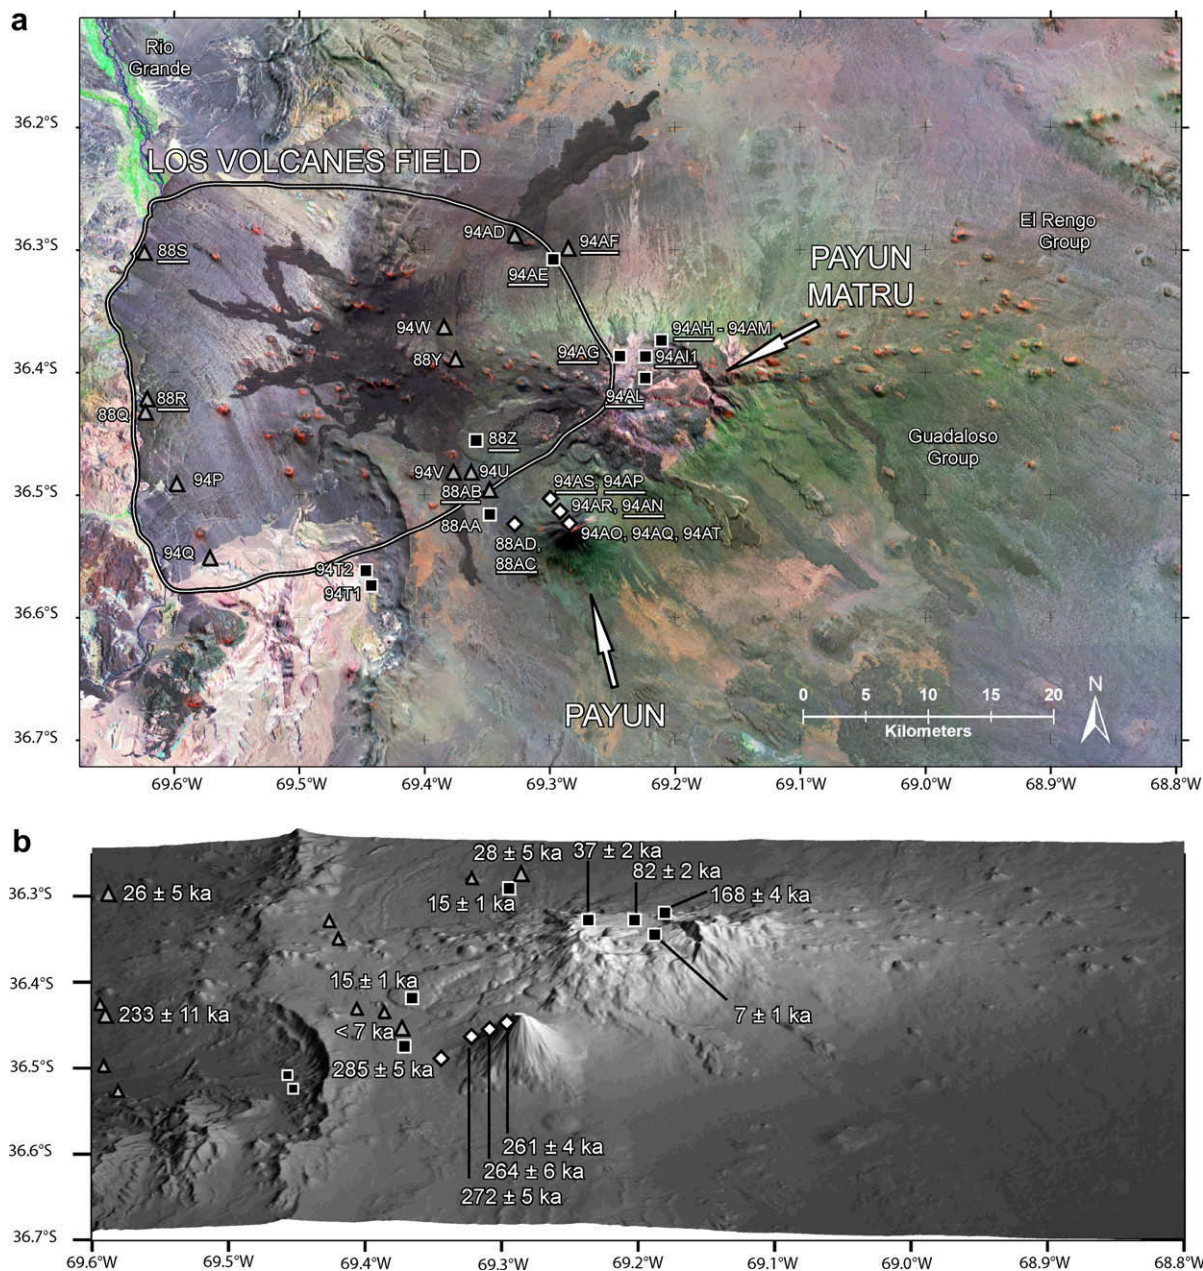 a
Rio
Grande
36.2°S
LOS VOLCANES FIELD
El Rengo
Group
94AD
94AF
88S
36.3°S
94AE
PAYUN
MATRU
94W
94AH - 94AM
88Y
94AG
94AI1
36.4°S
94AL
88R
88Q
88Z
Guadaloso
Group
94V
94U
94AS, 94AP
94P
88AB
36.5°S
94AR, 94AN
88AA
94AO, 94AQ, 94AT
88AD,
88AC
94Q
94T2
94T1
36.6°S
0 5 10 15 20
Kilometers
N
PAYUN
36.7°S
69.6°W 69.5°W 69.4°W 69.3°W 69.2°W 69.1°W 69.0°W 68.9°W 68.8°W
b
28 ± 5 ka
37 ± 2 ka
82 ± 2 ka
36.3°S
26 ± 5 ka
15 ± 1 ka
168 ± 4 ka
36.4°S
15 ± 1 ka
233 ± 11 ka
7 ± 1 ka
< 7 ka
36.5°S
285 ± 5 ka
261 ± 4 ka
36.6°S
264 ± 6 ka
272 ± 5 ka
36.7°S
69.6°W 69.5°W 69.4°W 69.3°W 69.2°W 69.1°W 69.0°W 68.9°W 68.8°W